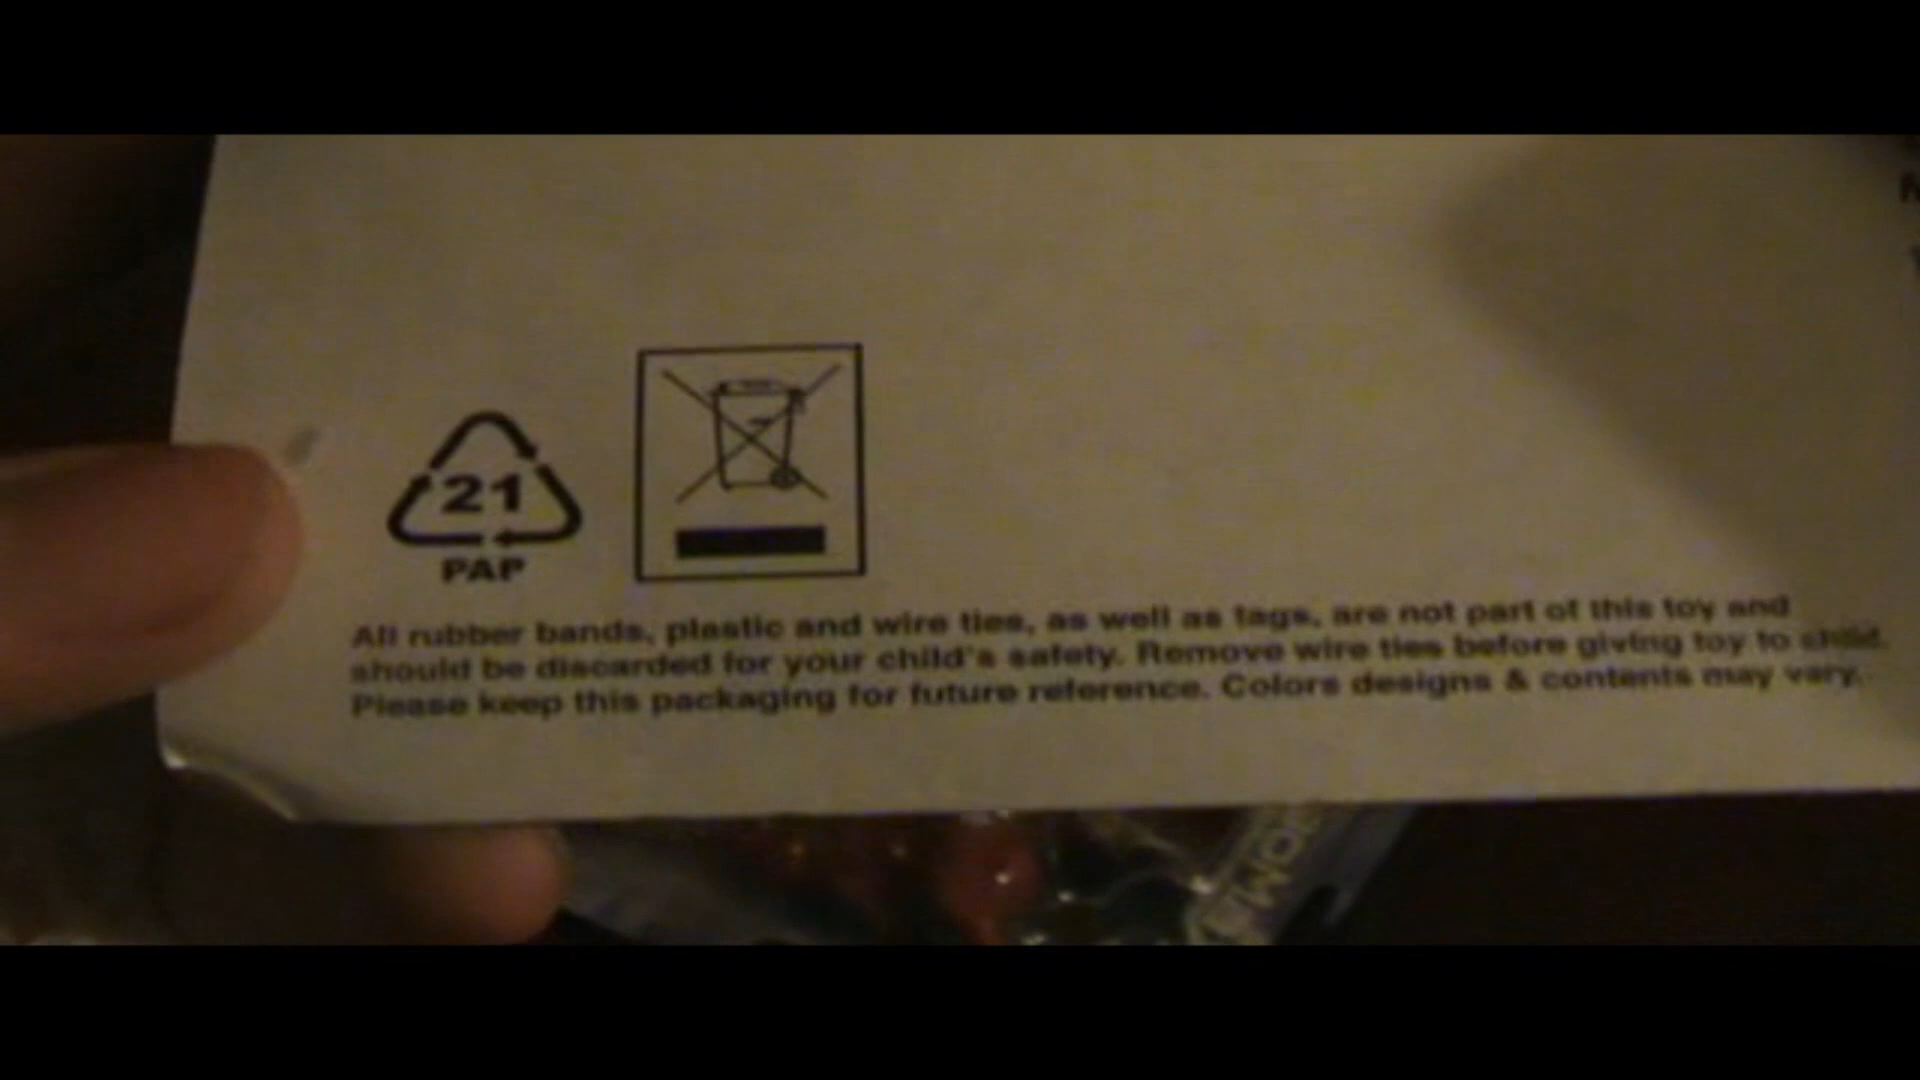 21
PAP
All rubber bands, plastic and wire ties, as well as tags, are not part of this toy and
should be discarded for your child's safety. Remove wire ties before giving toy to child.
Please keep this packaging for future reference. Colors designs & contents may vary.